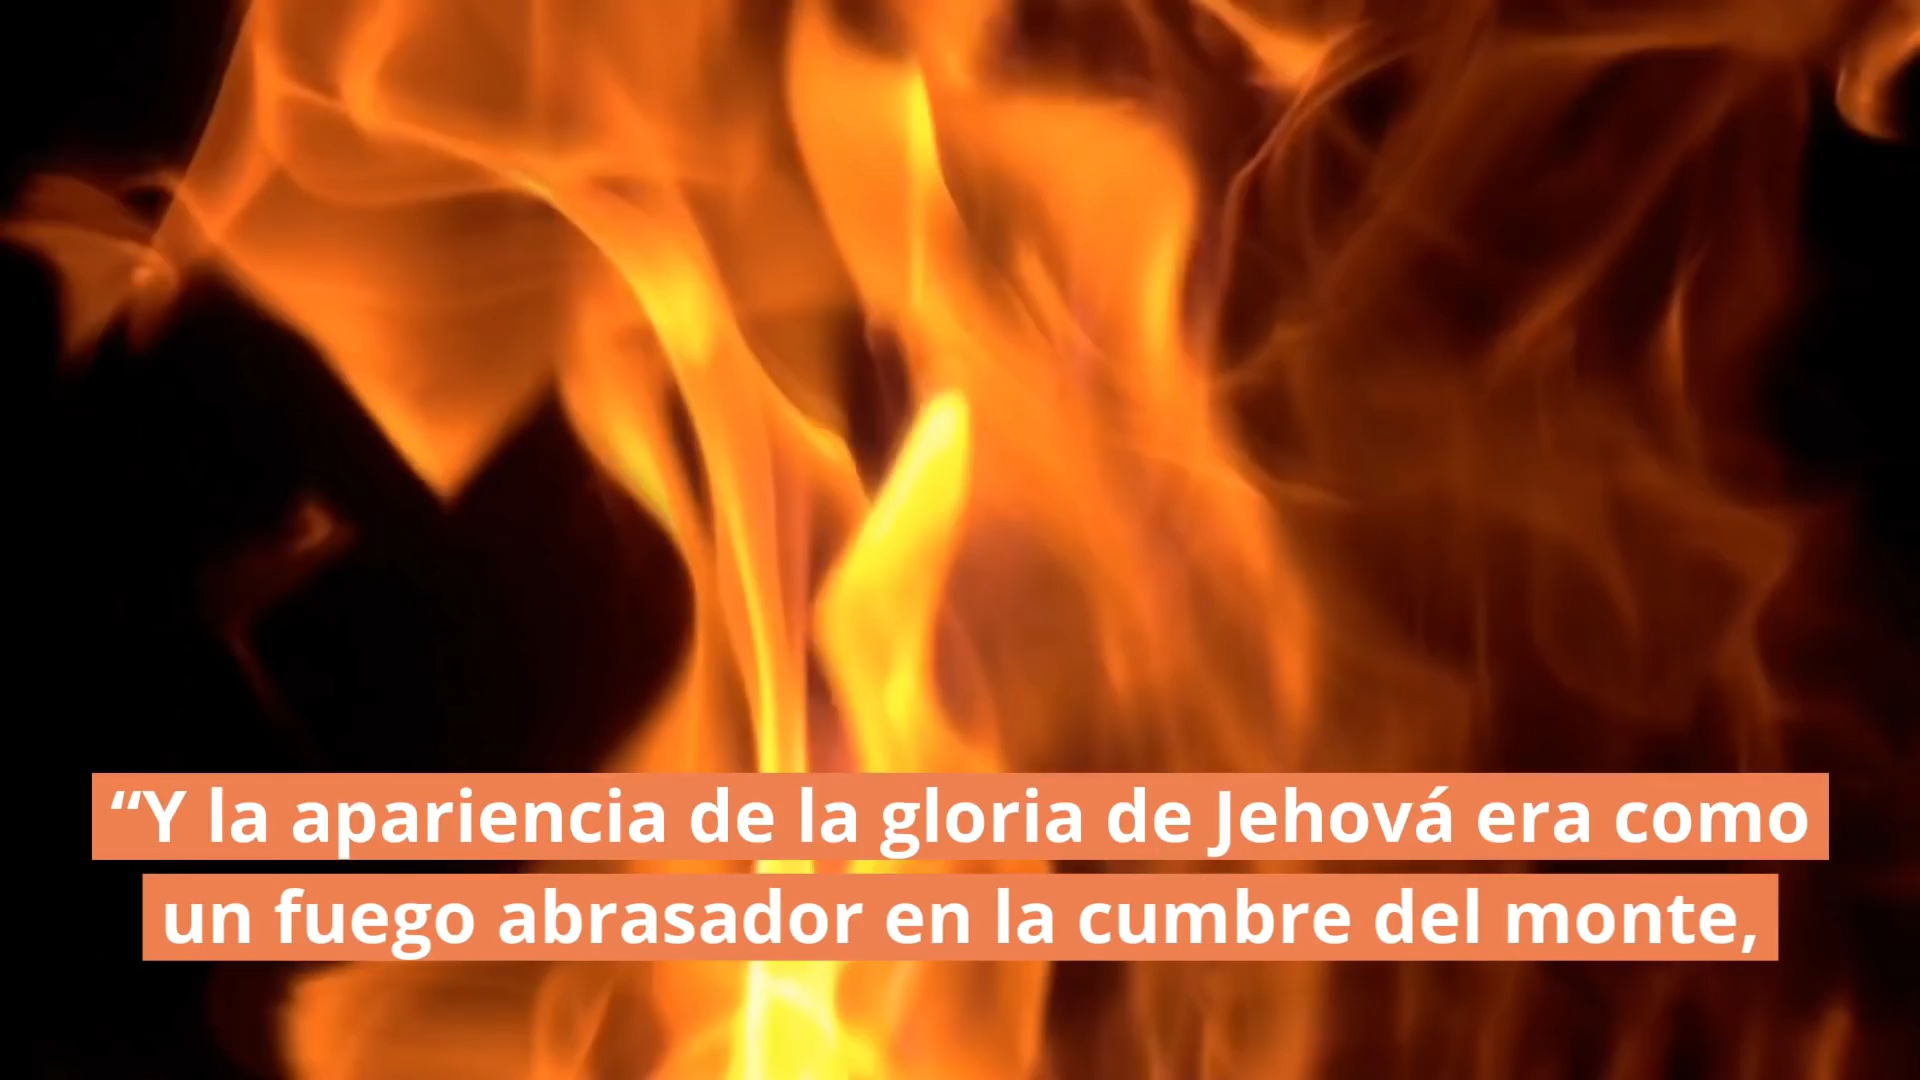 “Y la apariencia de la gloria de Jehová era como
un fuego abrasador en la cumbre del monte,